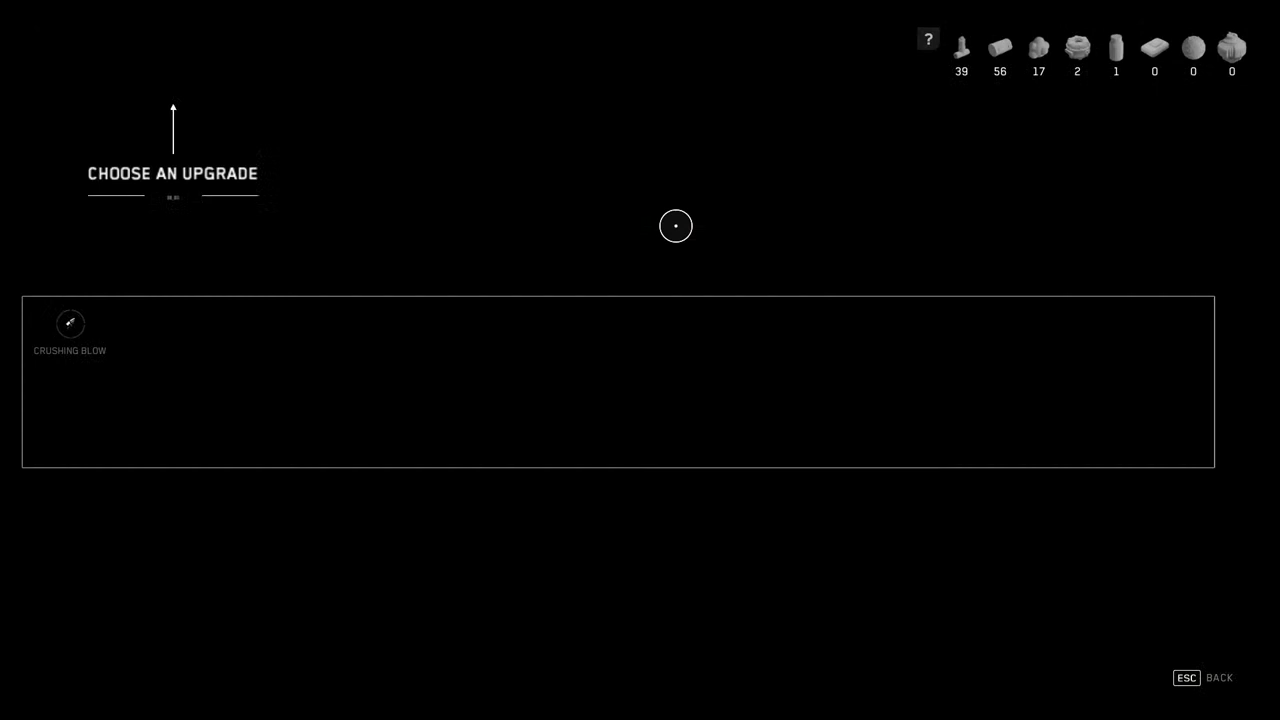 ?
39 56 17 2 1 0 0 0
CHOOSE AN UPGRADE
CRUSHING BLOW
ESC BACK